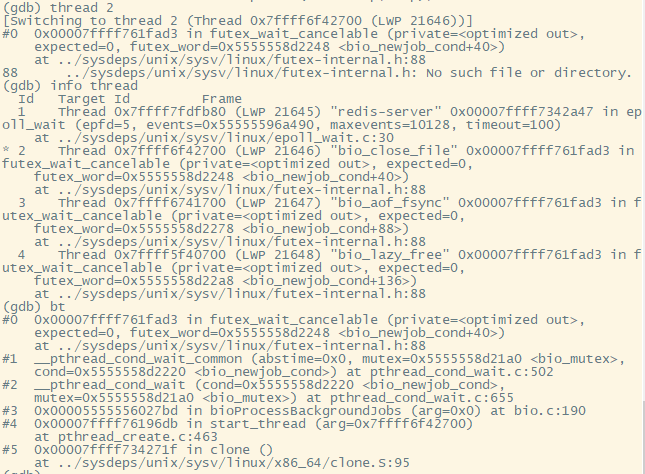 (gdb) thread 2
[Switching to thread 2 (Thread 0x7ffff6f42700 (LWP 21646))]
#0  0x00007ffff761fad3 in futex_wait_cancelable (private=<optimized out>,
    expected=0, futex_word=0x5555558d2248 <bio_newjob_cond+40>)
    at ../sysdeps/unix/sysv/linux/futex-internal.h:88
88      ../sysdeps/unix/sysv/linux/futex-internal.h: No such file or directory.
(gdb) info thread
  Id   Target Id         Frame
  1    Thread 0x7ffff7fdfb80 (LWP 21645) "redis-server" 0x00007ffff7342a47 in ep
oll_wait (epfd=5, events=0x55555596a490, maxevents=10128, timeout=100)
    at ../sysdeps/unix/sysv/linux/epoll_wait.c:30
* 2    Thread 0x7ffff6f42700 (LWP 21646) "bio_close_file" 0x00007ffff761fad3 in
futex_wait_cancelable (private=<optimized out>, expected=0,
    futex_word=0x5555558d2248 <bio_newjob_cond+40>)
    at ../sysdeps/unix/sysv/linux/futex-internal.h:88
  3    Thread 0x7ffff6741700 (LWP 21647) "bio_aof_fsync" 0x00007ffff761fad3 in f
utex_wait_cancelable (private=<optimized out>, expected=0,
    futex_word=0x5555558d2278 <bio_newjob_cond+88>)
    at ../sysdeps/unix/sysv/linux/futex-internal.h:88
  4    Thread 0x7ffff5f40700 (LWP 21648) "bio_lazy_free" 0x00007ffff761fad3 in f
utex_wait_cancelable (private=<optimized out>, expected=0,
    futex_word=0x5555558d22a8 <bio_newjob_cond+136>)
    at ../sysdeps/unix/sysv/linux/futex-internal.h:88
(gdb) bt
#0  0x00007ffff761fad3 in futex_wait_cancelable (private=<optimized out>,
    expected=0, futex_word=0x5555558d2248 <bio_newjob_cond+40>)
    at ../sysdeps/unix/sysv/linux/futex-internal.h:88
#1  __pthread_cond_wait_common (abstime=0x0, mutex=0x5555558d21a0 <bio_mutex>,
    cond=0x5555558d2220 <bio_newjob_cond>) at pthread_cond_wait.c:502
#2  __pthread_cond_wait (cond=0x5555558d2220 <bio_newjob_cond>,
    mutex=0x5555558d21a0 <bio_mutex>) at pthread_cond_wait.c:655
#3  0x00005555556027bd in bioProcessBackgroundJobs (arg=0x0) at bio.c:190
#4  0x00007ffff76196db in start_thread (arg=0x7ffff6f42700)
    at pthread_create.c:463
#5  0x00007ffff734271f in clone ()
    at ../sysdeps/unix/sysv/linux/x86_64/clone.S:95